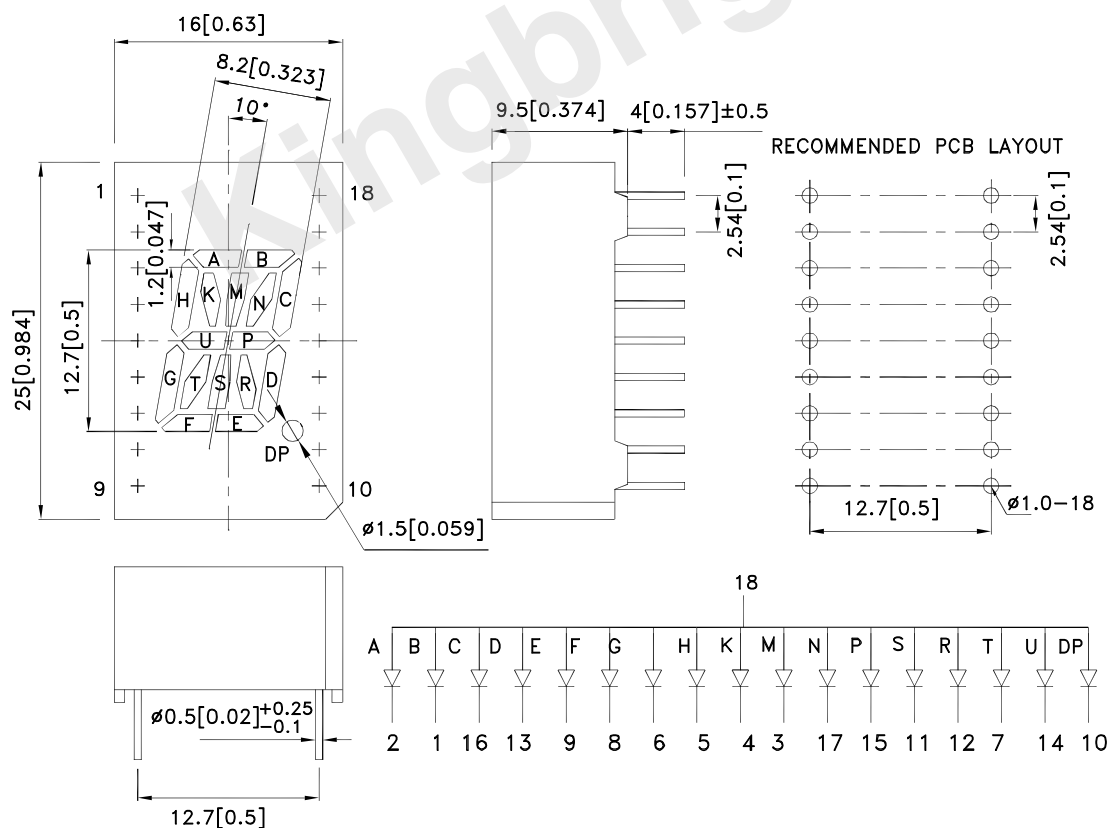 16[0.63]
8.2[0.323]
10°
9.5[0.374]
4[0.157]±0.5
RECOMMENDED PCB LAYOUT
1
18
2.54[0.1]
2.54[0.1]
1.2[0.047]
A B
H K M N C
25[0.984]
12.7[0.5]
U P
G T S R D
F E
DP
9
10
ø1.5[0.059]
12.7[0.5]
ø1.0-18
18
A B C D E F G H K M N P S R T U DP
2 1 16 13 9 8 6 5 4 3 17 15 11 12 7 14 10
ø0.5[0.02]+0.25
-0.1
12.7[0.5]